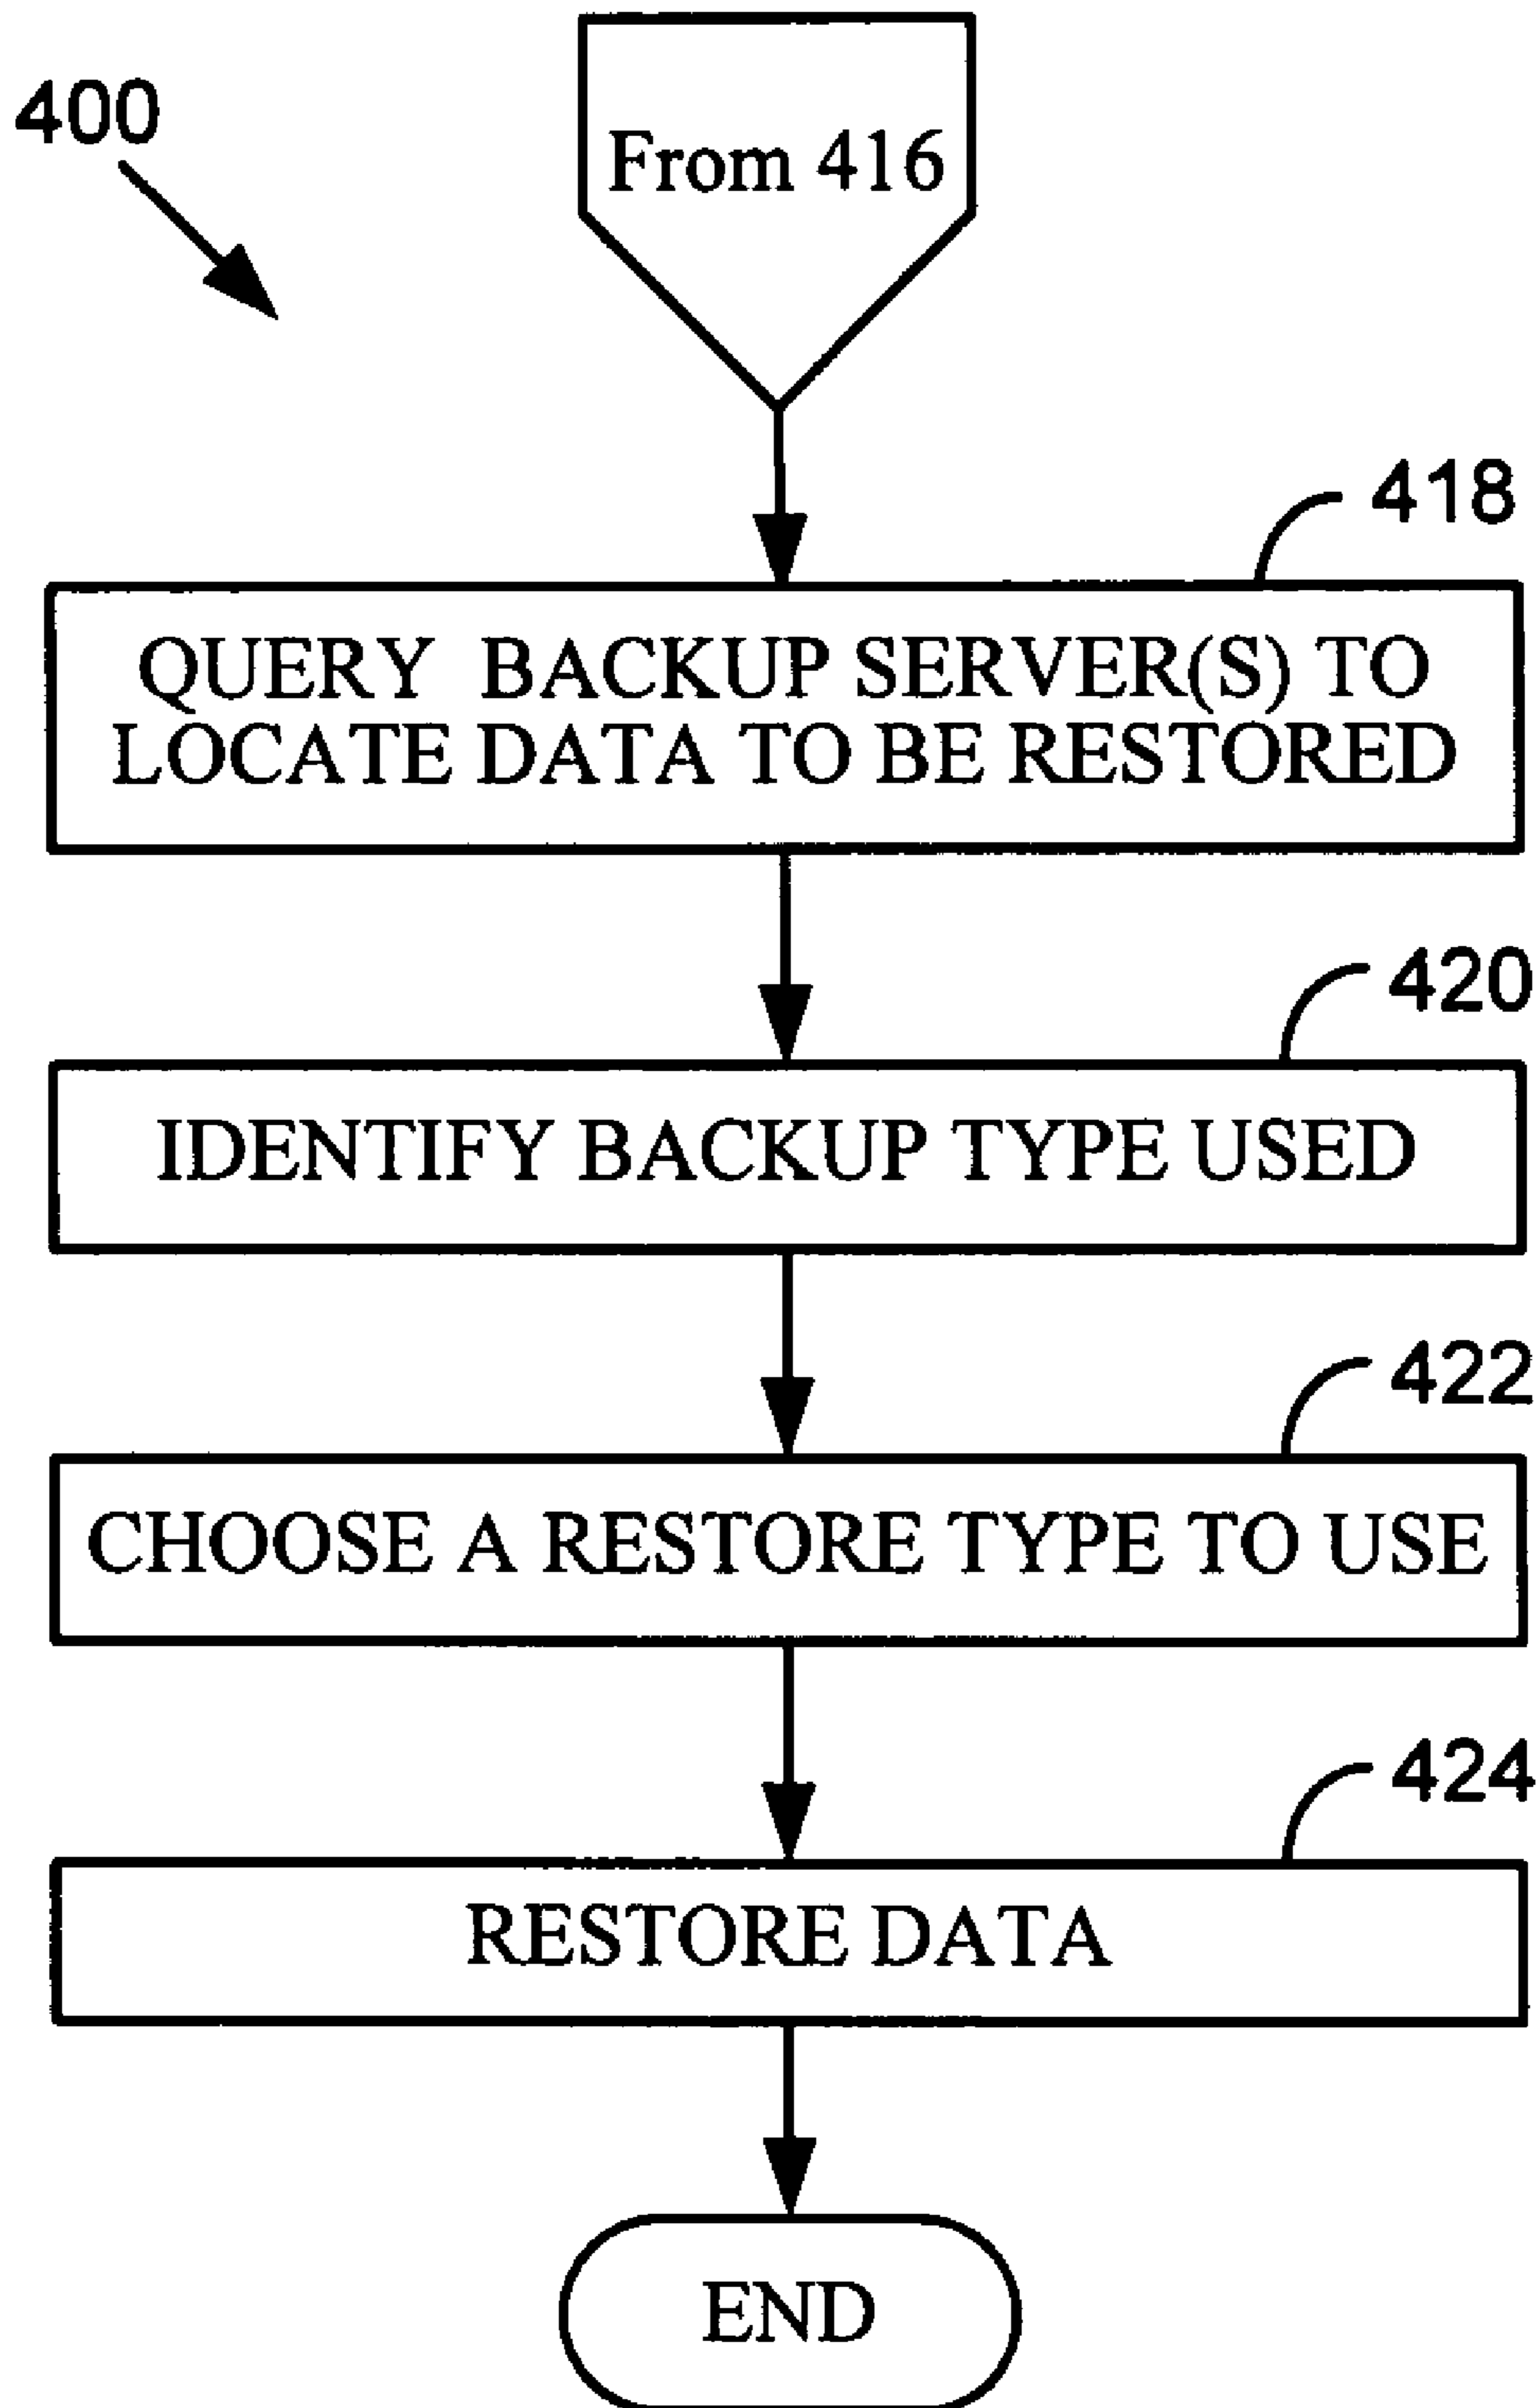 400
From 416
418
QUERY BACKUP SERVER(S) TO
LOCATE DATA TO BE RESTORED
420
IDENTIFY BACKUP TYPE USED
422
CHOOSE A RESTORE TYPE TO USE
424
RESTORE DATA
END